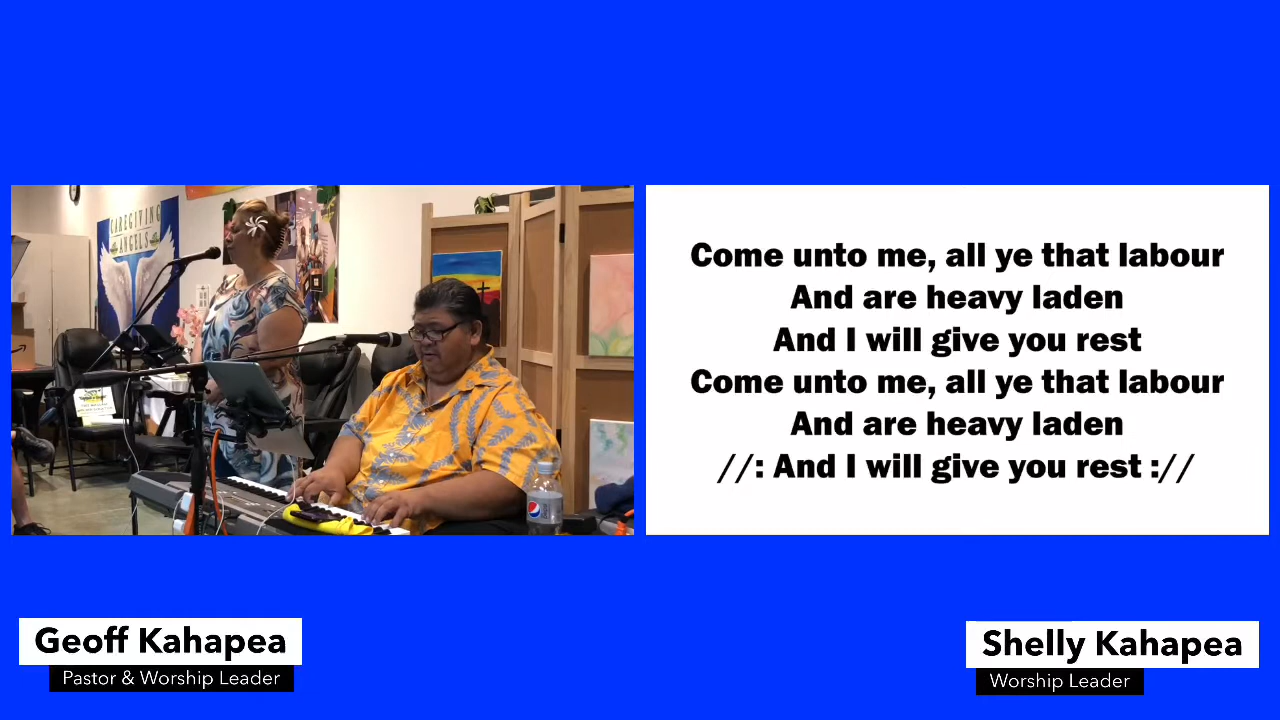 CAREGIVING
ANGELS
Come unto me, all ye that labour
And are heavy laden
And I will give you rest
Come unto me, all ye that labour
And are heavy laden
//: And I will give you rest ://
Geoff Kahapea
Pastor & Worship Leader
Shelly Kahapea
Worship Leader